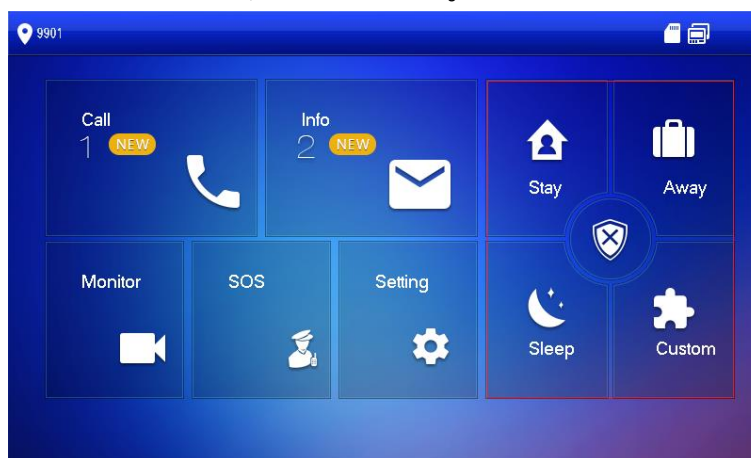 9901
Call
1 NEW
Info
2 NEW
Stay
Away
Monitor
SOS
Setting
Sleep
Custom